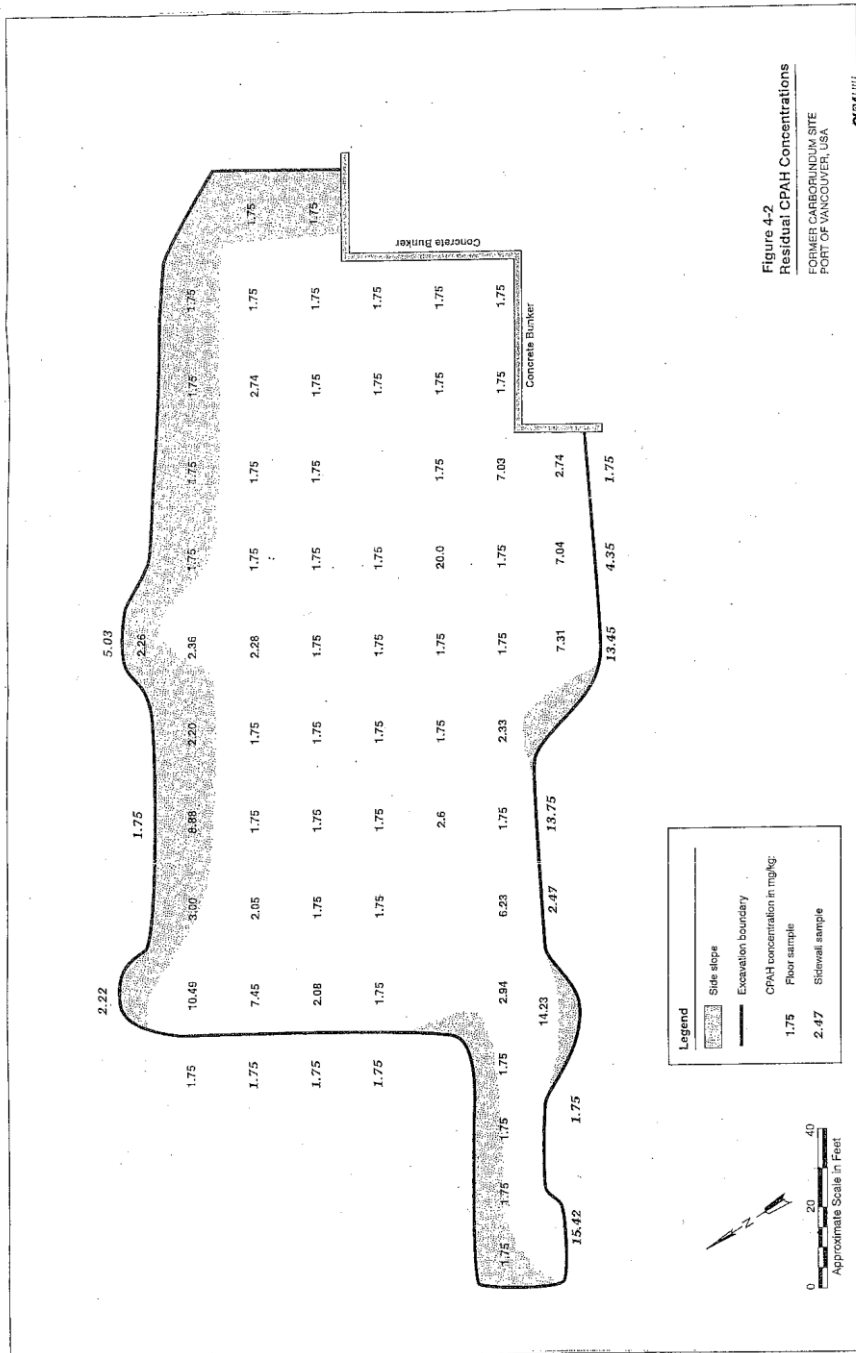 2.22 5.03
1.75 2.26
1.75 10.49 3.00 8.88 2.20 2.36 1.75 1.75 1.75 1.75
1.75 7.45 2.05 1.75 1.75 2.28 1.75 1.75 2.74 1.75 1.75
1.75 2.08 1.75 1.75 1.75 1.75 1.75 1.75 1.75 1.75 1.75
1.75 1.75 1.75 1.75 1.75 1.75 1.75 1.75 1.75
2.6 1.75 1.75 20.0 1.75 1.75 1.75
Concrete Bunker
1.75 1.75 1.75 1.75 2.94 6.23 1.75 2.33 1.75 1.75 7.03 1.75 1.75
Concrete Bunker
14.23 2.47 13.75 7.31 7.04 2.74
15.42 1.75 13.45 4.35 1.75
N
0 20 40
Approximate Scale in Feet
Legend
Side slope
Excavation boundary
CPAH concentration in mg/kg:
1.75 Floor sample
2.47 Sidewall sample
Figure 4-2
Residual CPAH Concentrations
FORMER CARBORUNDUM SITE
PORT OF VANCOUVER, USA